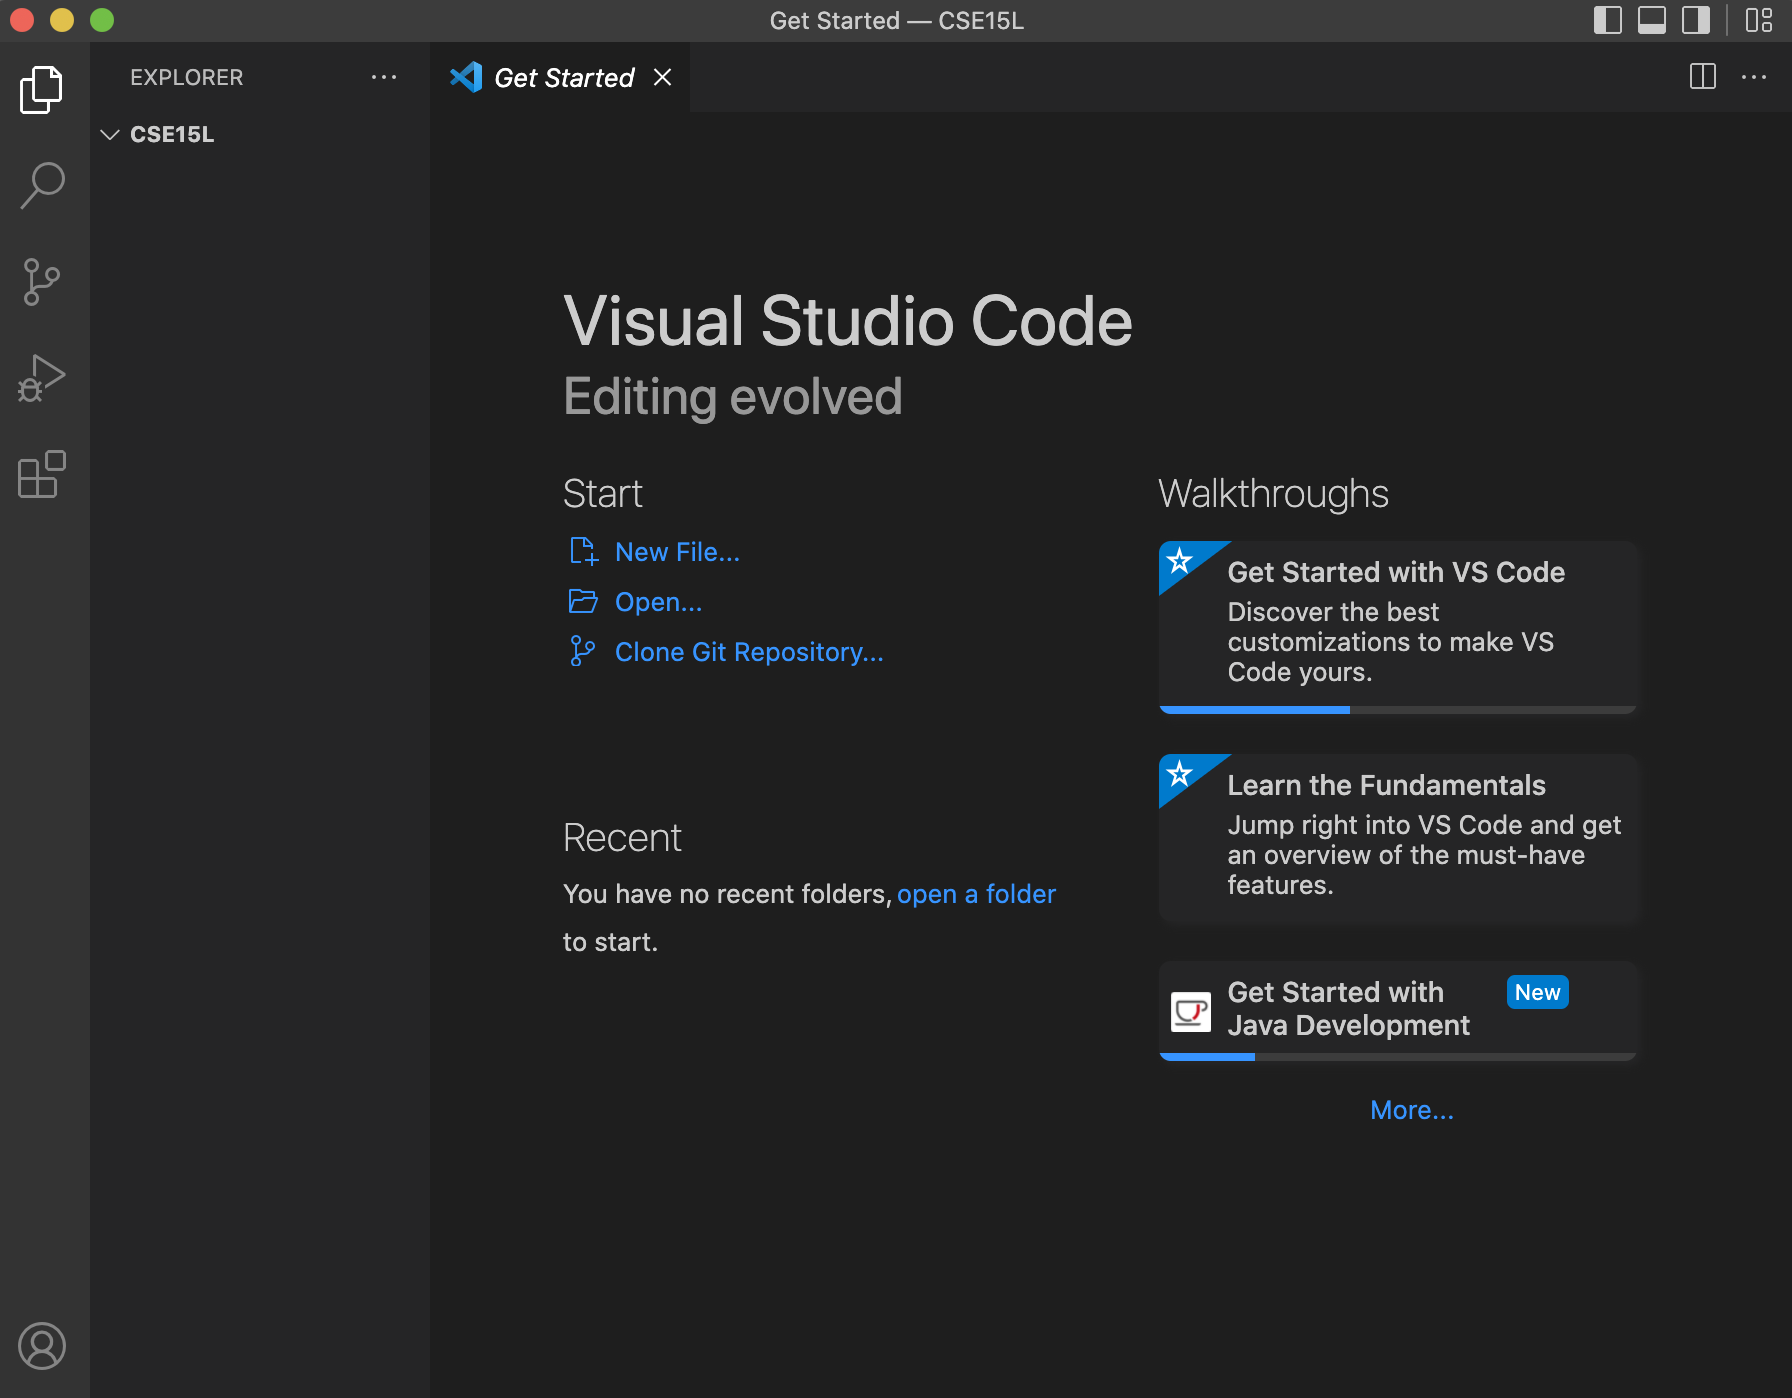 Get Started — CSE15L
EXPLORER
Get Started
CSE15L
Visual Studio Code
Editing evolved
Start
New File...
Open...
Clone Git Repository...
Recent
You have no recent folders, open a folder
to start.
Walkthroughs
Get Started with VS Code
Discover the best
customizations to make VS
Code yours.
Learn the Fundamentals
Jump right into VS Code and get
an overview of the must-have
features.
Get Started with
Java Development
New
More...